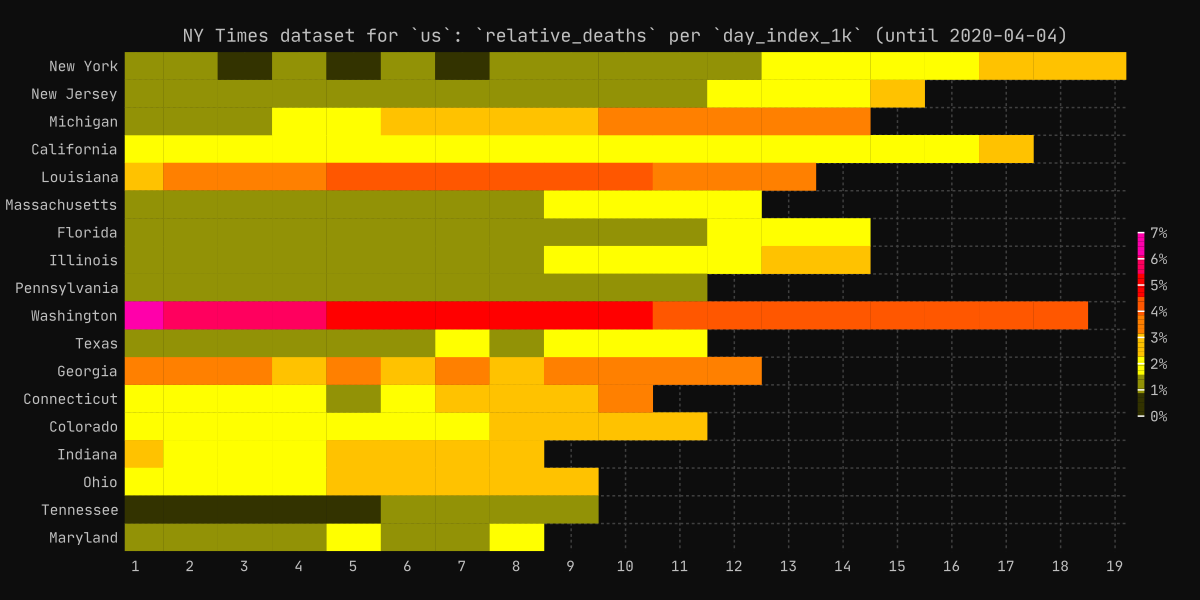 NY Times dataset for `us`: `relative_deaths` per `day_index_1k` (until 2020-04-04)
New York
New Jersey
Michigan
California
Louisiana
Massachusetts
Florida
Illinois
Pennsylvania
Washington
Texas
Georgia
Connecticut
Colorado
Indiana
Ohio
Tennessee
Maryland
7%
6%
5%
4%
3%
2%
1%
0%
1 2 3 4 5 6 7 8 9 10 11 12 13 14 15 16 17 18 19